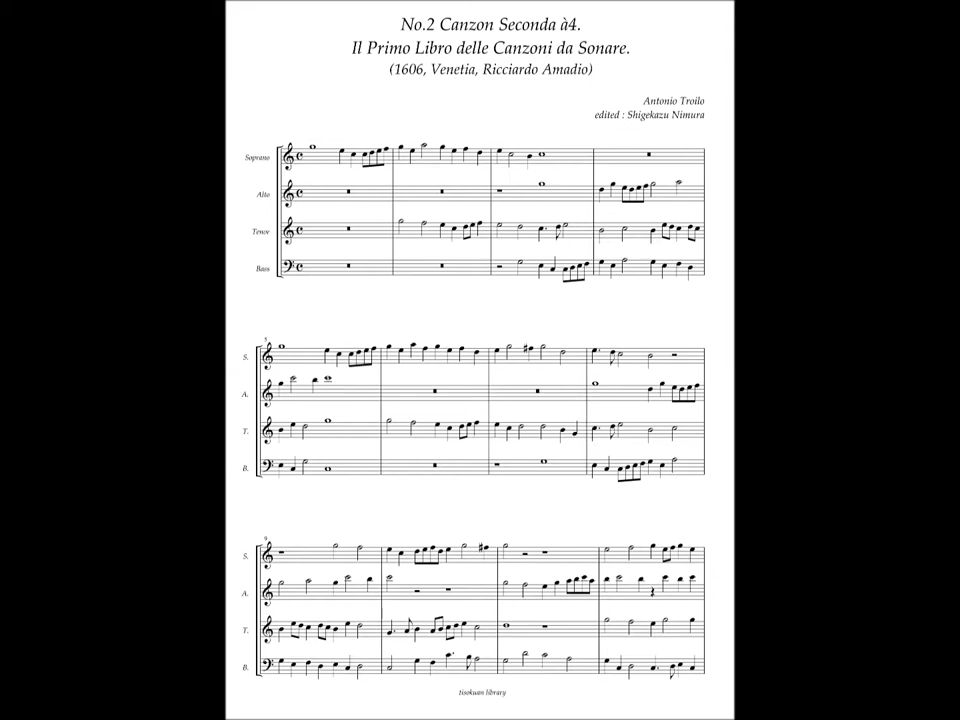 No.2 Canzon Seconda à4.
Il Primo Libro delle Canzoni da Sonare.
(1606, Venetia, Ricciardo Amadio)
Antonio Troilo
edited : Shigekazu Nimura
Soprano
Alto
Tenor
Bass
5
S.
A.
T.
B.
9
S.
A.
T.
B.
tisokuan library